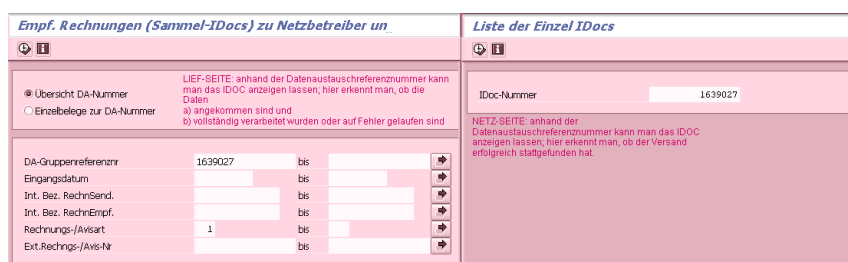 Empf. Rechnungen (Sammel-IDocs) zu Netzbetreiber un
Übersicht DA-Nummer
Einzelbelege zur DA-Nummer
LIEF-SEITE: anhand der Datenaustauschreferenznummer kann
man das IDOC anzeigen lassen; hier erkennt man, ob die
Daten
a) angekommen sind und
b) vollständig verarbeitet wurden oder auf Fehler gelaufen sind
DA-Gruppenreferenznr 1639027 bis
Eingangsdatum bis
Int. Bez. RechnSend. bis
Int. Bez. RechnEmpf. bis
Rechnungs-/Avisart 1 bis
Ext.Rechngs-/Avis-Nr bis
Liste der Einzel IDocs
IDoc-Nummer 1639027
NETZ-SEITE: anhand der
Datenaustauschreferenznummer kann man das IDOC
anzeigen lassen; hier erkennt man, ob der Versand
erfolgreich stattgefunden hat.